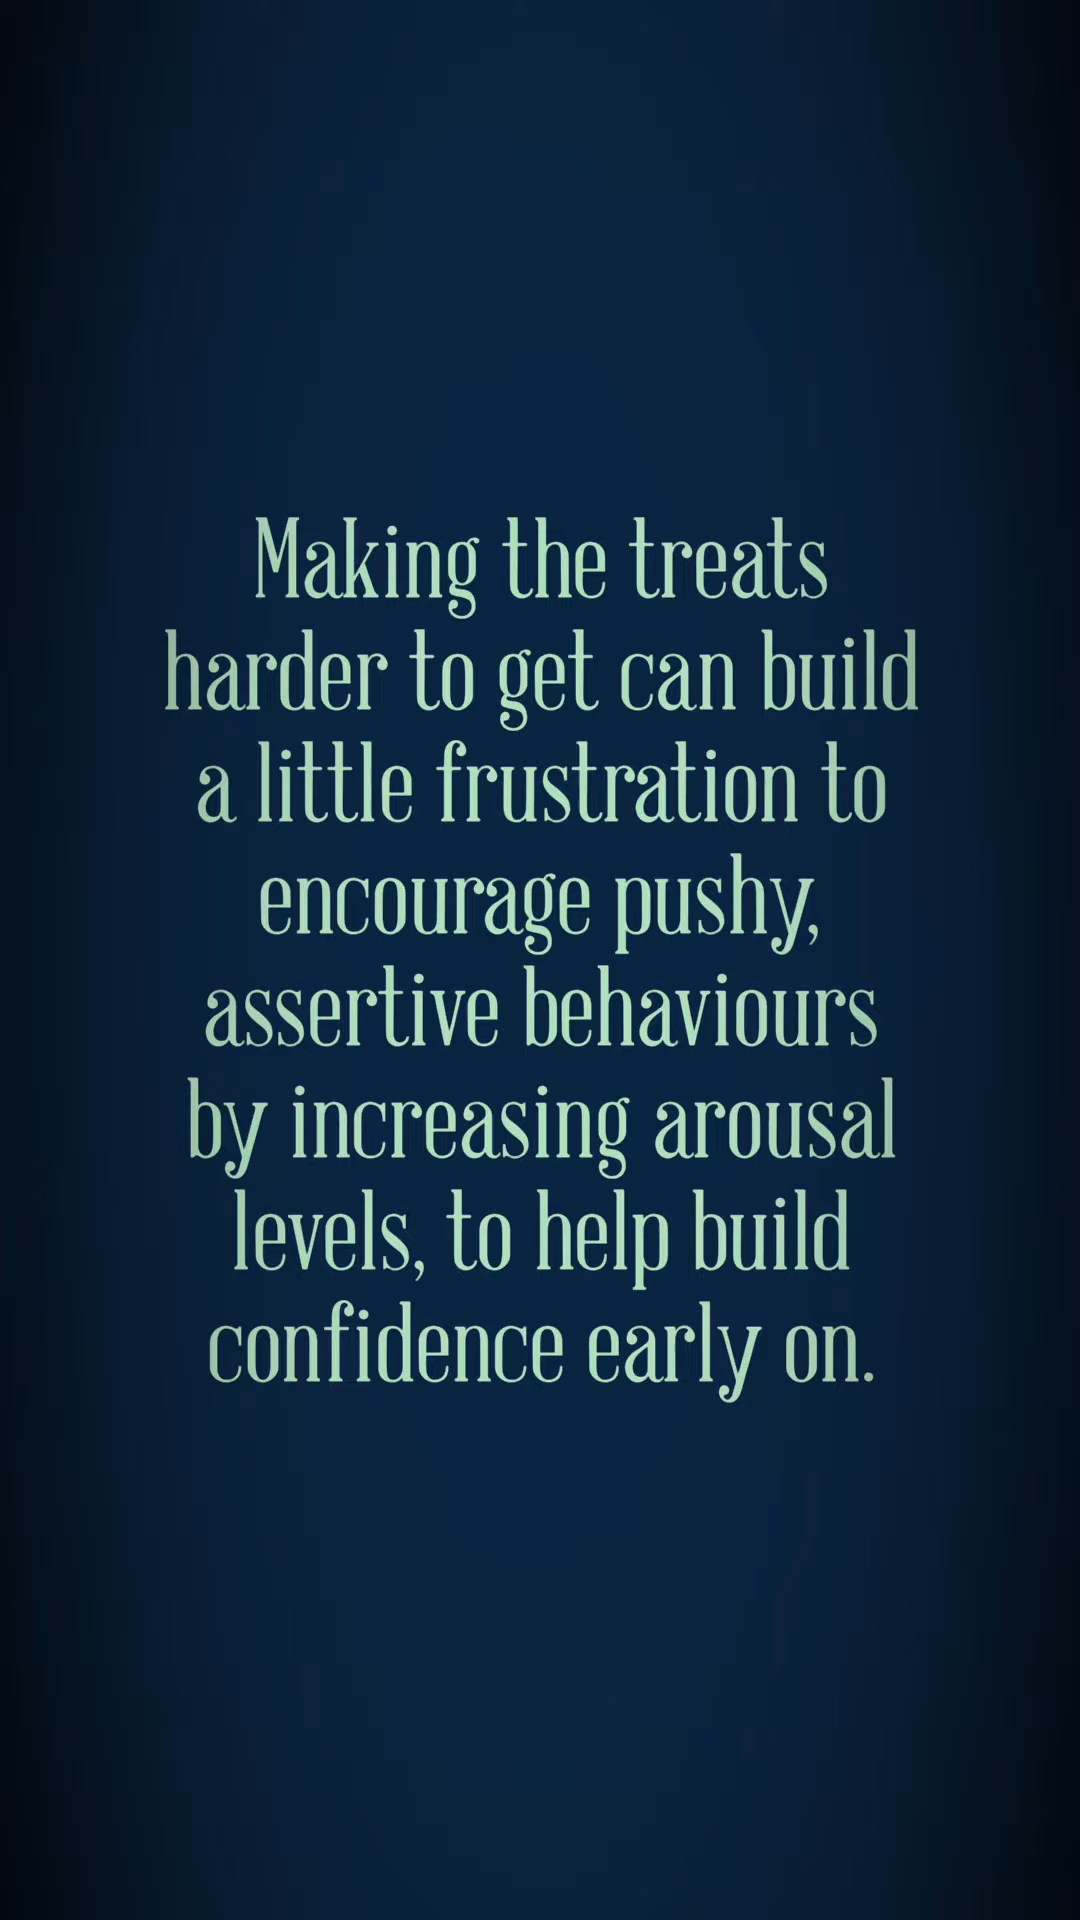 Making the treats
harder to get can build
a little frustration to
encourage pushy,
assertive behaviours
by increasing arousal
levels, to help build
confidence early on.